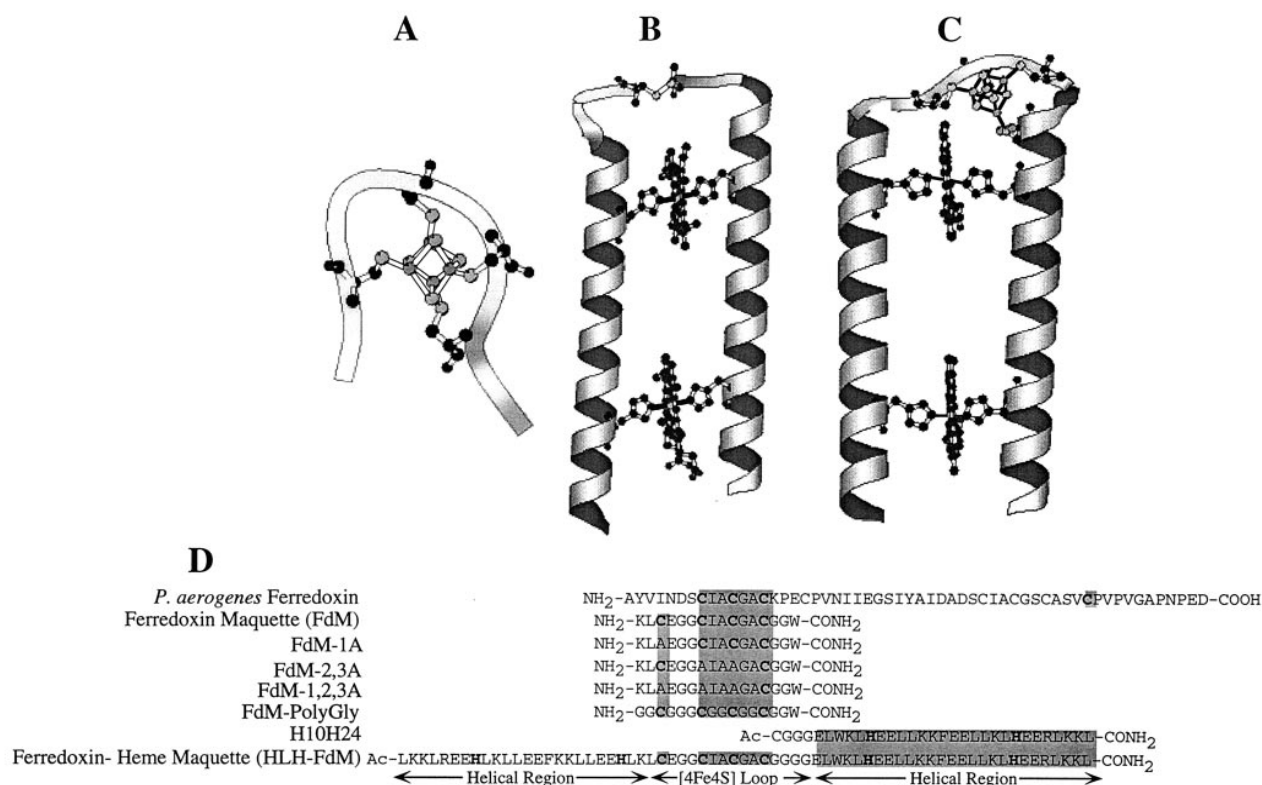 A
B
C
D
P. aerogenes Ferredoxin NH2-AYVINDSCIACGACKPECPVNIIEGSIYAIDADSCIACGSCASVCPVGAPNPED-COOH
Ferredoxin Maquette (FdM) NH2-KLCEGGCIACGACGGW-CONH2
FdM-1A NH2-KLAEGGCIACGACGGW-CONH2
FdM-2,3A NH2-KLCEGGAIAAGACGGW-CONH2
FdM-1,2,3A NH2-KLAEGGAIAAGACGGW-CONH2
FdM-PolyGly NH2-GGCGGGCGGCGGCGGW-CONH2
H10H24 Ac-CGGGELWKLHEELLKKFEELLKLHEERLKKL-CONH2
Ferredoxin- Heme Maquette (HLH-FdM) Ac-LKKLREEHLKLLEEFKKLLEEHLKLCEGGCIACGACGGGGELWKLHEELLKKFEELLKLHEERLKKL-CONH2
Helical Region [4Fe4S] Loop Helical Region